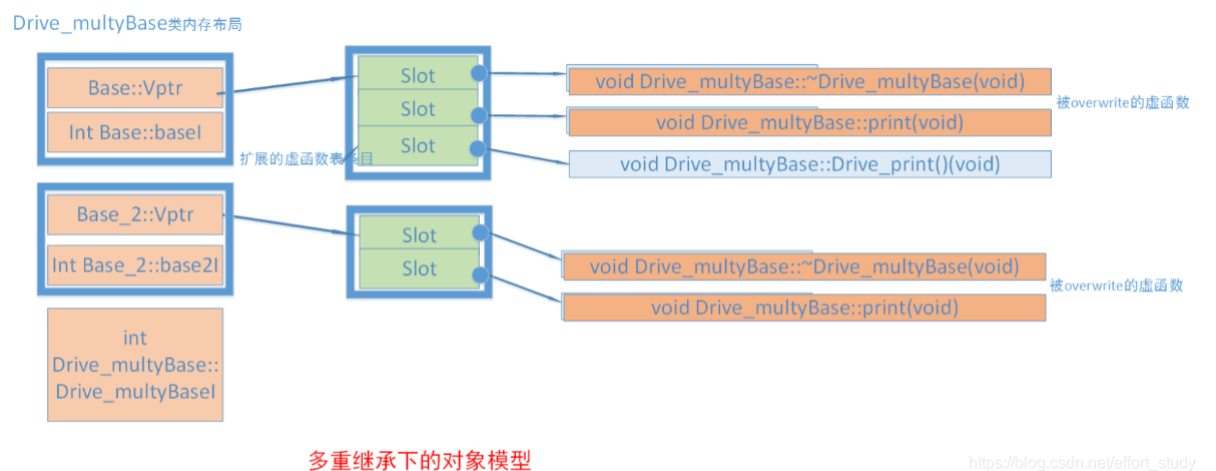 Drive_multyBase类内存布局
Base::Vptr
Int Base::baseI
扩展的虚函数表条目
Slot
Slot
Slot
void Drive_multyBase::~Drive_multyBase(void)
void Drive_multyBase::print(void)
void Drive_multyBase::Drive_print()(void)
被overwrite的虚函数
Base_2::Vptr
Int Base_2::base2I
Slot
Slot
void Drive_multyBase::~Drive_multyBase(void)
void Drive_multyBase::print(void)
被overwrite的虚函数
int
Drive_multyBase::
Drive_multyBaseI
多重继承下的对象模型
https://blog.csdn.net/effort_study